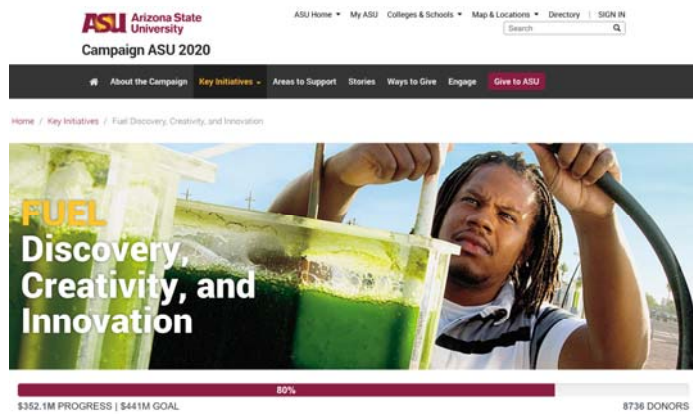 ASU Arizona State
University
ASU Home My ASU Colleges & Schools Map & Locations Directory | SIGN IN
Search
Campaign ASU 2020
About the Campaign Key Initiatives Areas to Support Stories Ways to Give Engage Give to ASU
Home / Key Initiatives / Fuel Discovery, Creativity, and Innovation
FUEL
Discovery,
Creativity, and
Innovation
80%
$352.1M PROGRESS | $441M GOAL 8736 DONORS